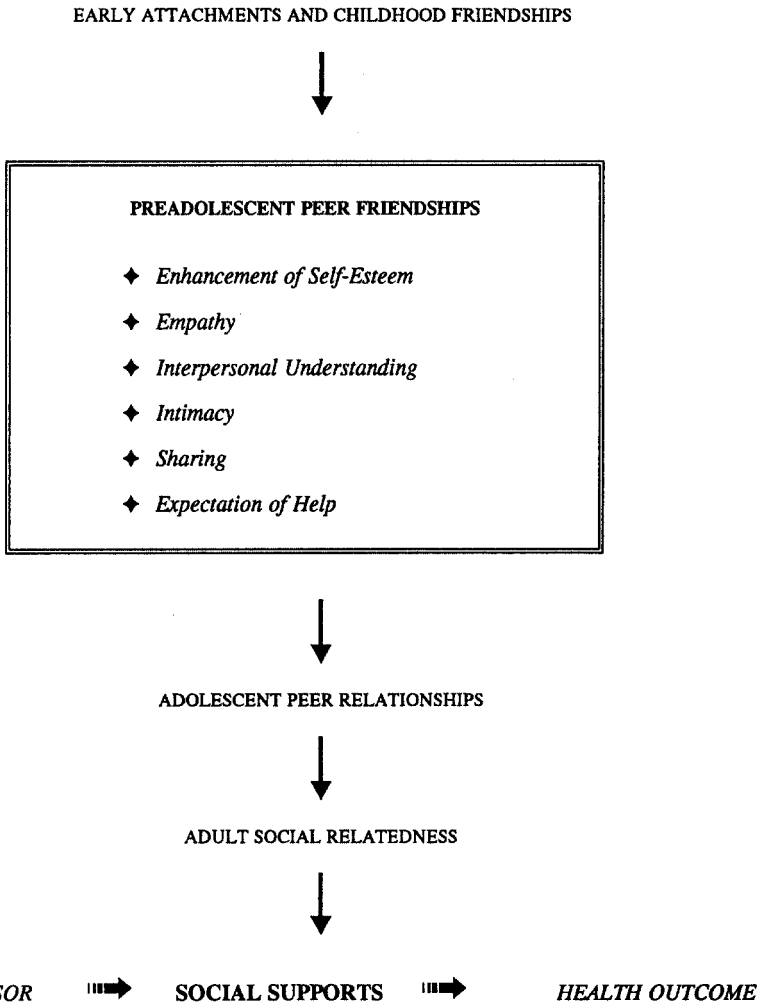 EARLY ATTACHMENTS AND CHILDHOOD FRIENDSHIPS
PREADOLESCENT PEER FRIENDSHIPS
Enhancement of Self-Esteem
Empathy
Interpersonal Understanding
Intimacy
Sharing
Expectation of Help
ADOLESCENT PEER RELATIONSHIPS
ADULT SOCIAL RELATEDNESS
SOCIAL SUPPORTS HEALTH OUTCOME